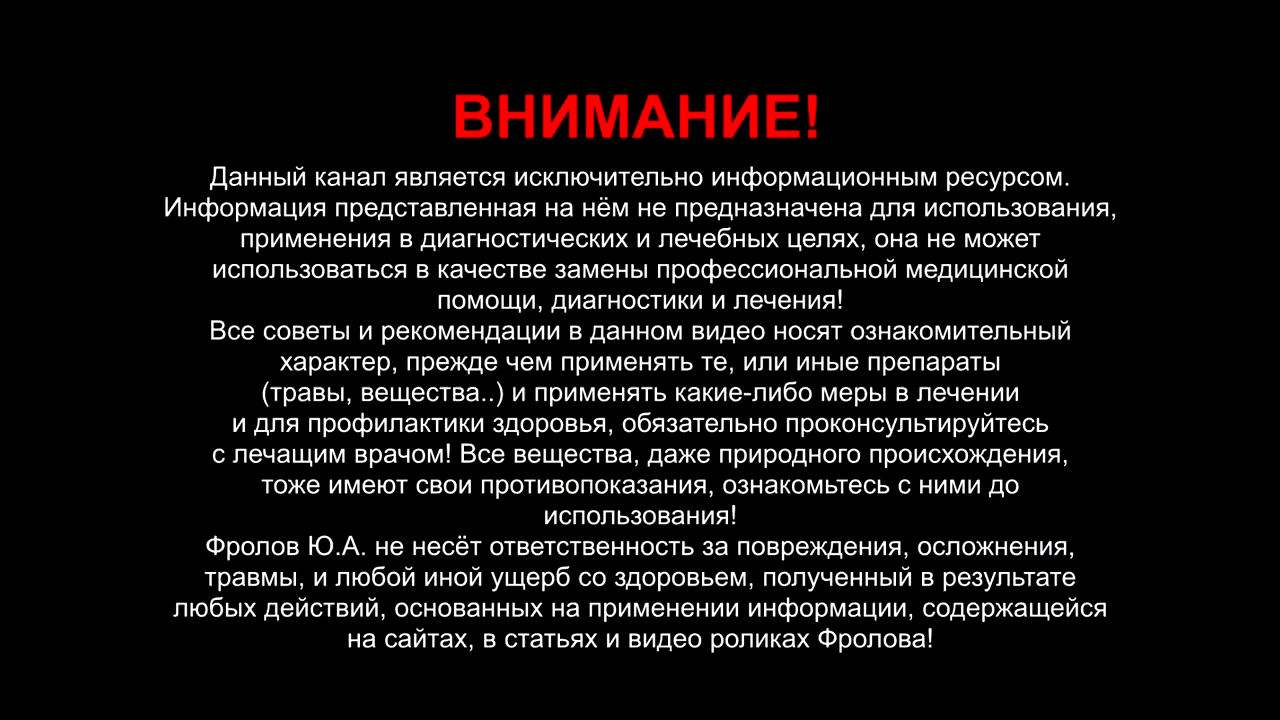 ВНИМАНИЕ!
Данный канал является исключительно информационным ресурсом.
Информация представленная на нём не предназначена для использования,
применения в диагностических и лечебных целях, она не может
использоваться в качестве замены профессиональной медицинской
помощи, диагностики и лечения!
Все советы и рекомендации в данном видео носят ознакомительный
характер, прежде чем применять те, или иные препараты
(травы, вещества..) и применять какие-либо меры в лечении
и для профилактики здоровья, обязательно проконсультируйтесь
с лечащим врачом! Все вещества, даже природного происхождения,
тоже имеют свои противопоказания, ознакомьтесь с ними до
использования!
Фролов Ю.А. не несёт ответственность за повреждения, осложнения,
травмы, и любой иной ущерб со здоровьем, полученный в результате
любых действий, основанных на применении информации, содержащейся
на сайтах, в статьях и видео роликах Фролова!